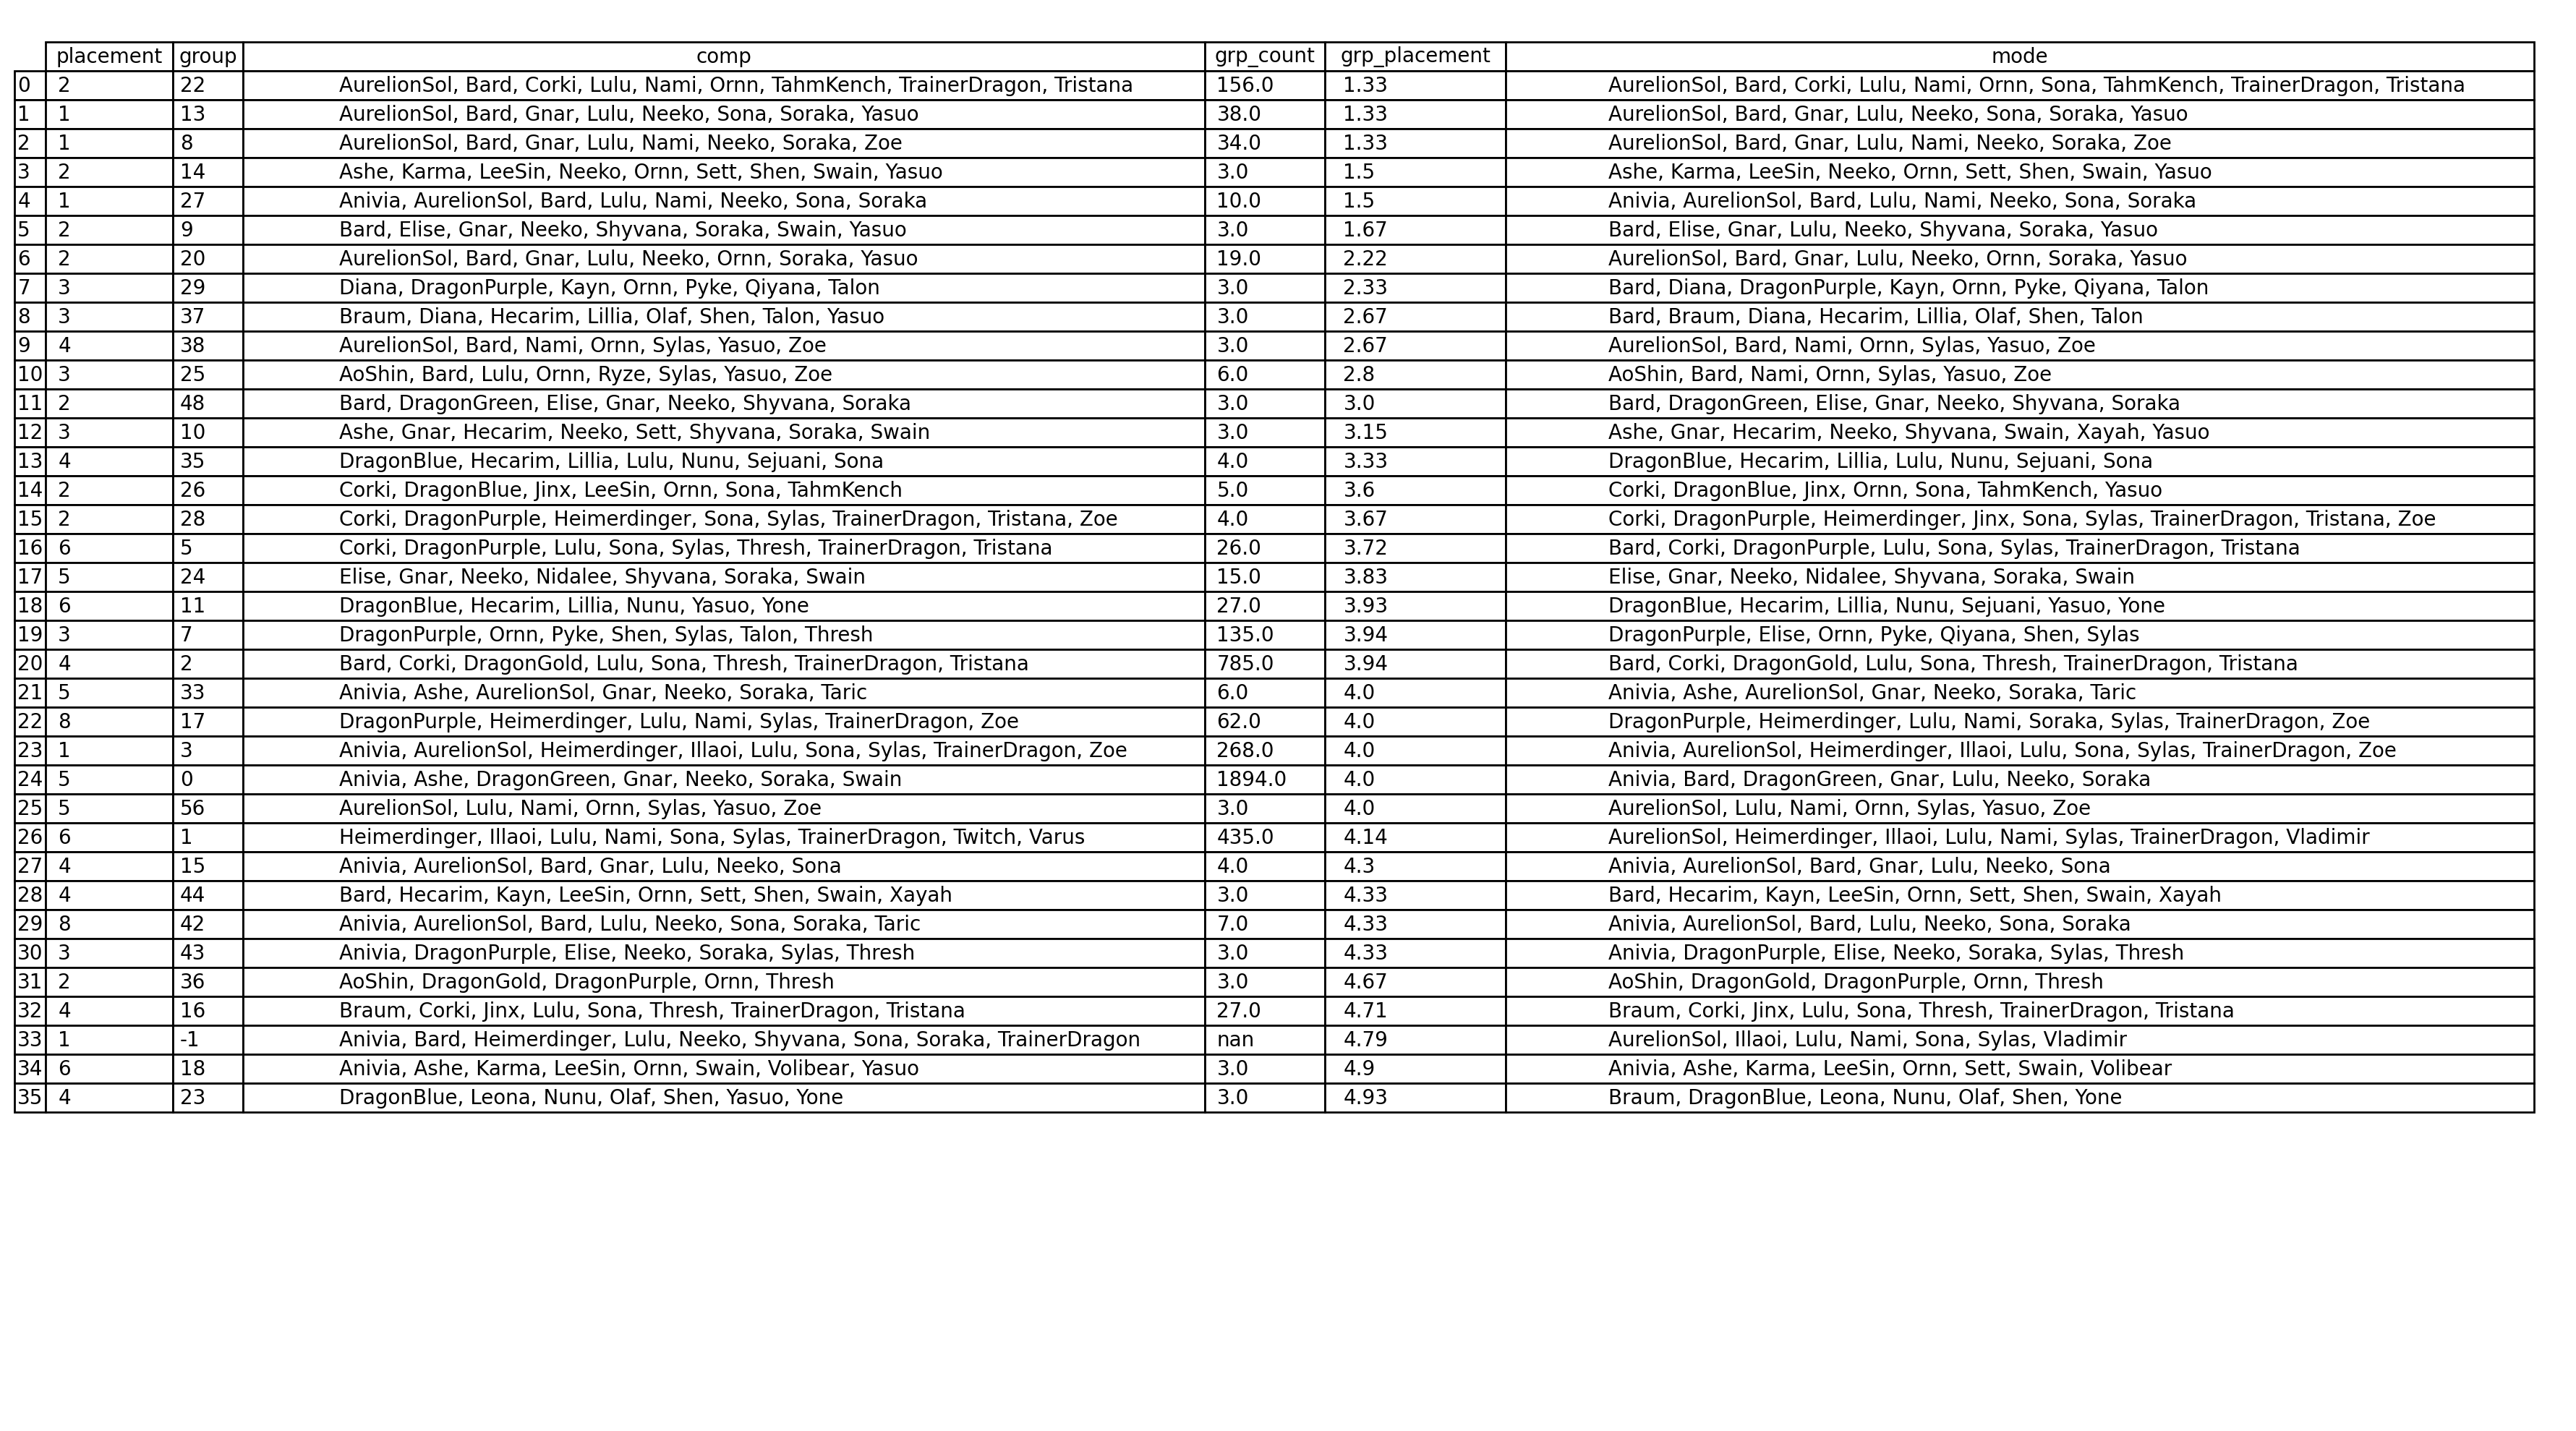 placement group comp grp_count grp_placement mode
0 2 22 AurelionSol, Bard, Corki, Lulu, Nami, Ornn, TahmKench, TrainerDragon, Tristana 156.0 1.33 AurelionSol, Bard, Corki, Lulu, Nami, Ornn, Sona, TahmKench, TrainerDragon, Tristana
1 1 13 AurelionSol, Bard, Gnar, Lulu, Neeko, Sona, Soraka, Yasuo 38.0 1.33 AurelionSol, Bard, Gnar, Lulu, Neeko, Sona, Soraka, Yasuo
2 1 8 AurelionSol, Bard, Gnar, Lulu, Nami, Neeko, Soraka, Zoe 34.0 1.33 AurelionSol, Bard, Gnar, Lulu, Nami, Neeko, Soraka, Zoe
3 2 14 Ashe, Karma, LeeSin, Neeko, Ornn, Sett, Shen, Swain, Yasuo 3.0 1.5 Ashe, Karma, LeeSin, Neeko, Ornn, Sett, Shen, Swain, Yasuo
4 1 27 Anivia, AurelionSol, Bard, Lulu, Nami, Neeko, Sona, Soraka 10.0 1.5 Anivia, AurelionSol, Bard, Lulu, Nami, Neeko, Sona, Soraka
5 2 9 Bard, Elise, Gnar, Neeko, Shyvana, Soraka, Swain, Yasuo 3.0 1.67 Bard, Elise, Gnar, Lulu, Neeko, Shyvana, Soraka, Yasuo
6 2 20 AurelionSol, Bard, Gnar, Lulu, Neeko, Ornn, Soraka, Yasuo 19.0 2.22 AurelionSol, Bard, Gnar, Lulu, Neeko, Ornn, Soraka, Yasuo
7 3 29 Diana, DragonPurple, Kayn, Ornn, Pyke, Qiyana, Talon 3.0 2.33 Bard, Diana, DragonPurple, Kayn, Ornn, Pyke, Qiyana, Talon
8 3 37 Braum, Diana, Hecarim, Lillia, Olaf, Shen, Talon, Yasuo 3.0 2.67 Bard, Braum, Diana, Hecarim, Lillia, Olaf, Shen, Talon
9 4 38 AurelionSol, Bard, Nami, Ornn, Sylas, Yasuo, Zoe 3.0 2.67 AurelionSol, Bard, Nami, Ornn, Sylas, Yasuo, Zoe
10 3 25 AoShin, Bard, Lulu, Ornn, Ryze, Sylas, Yasuo, Zoe 6.0 2.8 AoShin, Bard, Nami, Ornn, Sylas, Yasuo, Zoe
11 2 48 Bard, DragonGreen, Elise, Gnar, Neeko, Shyvana, Soraka 3.0 3.0 Bard, DragonGreen, Elise, Gnar, Neeko, Shyvana, Soraka
12 3 10 Ashe, Gnar, Hecarim, Neeko, Sett, Shyvana, Soraka, Swain 3.0 3.15 Ashe, Gnar, Hecarim, Neeko, Shyvana, Swain, Xayah, Yasuo
13 4 35 DragonBlue, Hecarim, Lillia, Lulu, Nunu, Sejuani, Sona 4.0 3.33 DragonBlue, Hecarim, Lillia, Lulu, Nunu, Sejuani, Sona
14 2 26 Corki, DragonBlue, Jinx, LeeSin, Ornn, Sona, TahmKench 5.0 3.6 Corki, DragonBlue, Jinx, Ornn, Sona, TahmKench, Yasuo
15 2 28 Corki, DragonPurple, Heimerdinger, Sona, Sylas, TrainerDragon, Tristana, Zoe 4.0 3.67 Corki, DragonPurple, Heimerdinger, Jinx, Sona, Sylas, TrainerDragon, Tristana, Zoe
16 6 5 Corki, DragonPurple, Lulu, Sona, Sylas, Thresh, TrainerDragon, Tristana 26.0 3.72 Bard, Corki, DragonPurple, Lulu, Sona, Sylas, TrainerDragon, Tristana
17 5 24 Elise, Gnar, Neeko, Nidalee, Shyvana, Soraka, Swain 15.0 3.83 Elise, Gnar, Neeko, Nidalee, Shyvana, Soraka, Swain
18 6 11 DragonBlue, Hecarim, Lillia, Nunu, Yasuo, Yone 27.0 3.93 DragonBlue, Hecarim, Lillia, Nunu, Sejuani, Yasuo, Yone
19 3 7 DragonPurple, Ornn, Pyke, Shen, Sylas, Talon, Thresh 135.0 3.94 DragonPurple, Elise, Ornn, Pyke, Qiyana, Shen, Sylas
20 4 2 Bard, Corki, DragonGold, Lulu, Sona, Thresh, TrainerDragon, Tristana 785.0 3.94 Bard, Corki, DragonGold, Lulu, Sona, Thresh, TrainerDragon, Tristana
21 5 33 Anivia, Ashe, AurelionSol, Gnar, Neeko, Soraka, Taric 6.0 4.0 Anivia, Ashe, AurelionSol, Gnar, Neeko, Soraka, Taric
22 8 17 DragonPurple, Heimerdinger, Lulu, Nami, Sylas, TrainerDragon, Zoe 62.0 4.0 DragonPurple, Heimerdinger, Lulu, Nami, Soraka, Sylas, TrainerDragon, Zoe
23 1 3 Anivia, AurelionSol, Heimerdinger, Illaoi, Lulu, Sona, Sylas, TrainerDragon, Zoe 268.0 4.0 Anivia, AurelionSol, Heimerdinger, Illaoi, Lulu, Sona, Sylas, TrainerDragon, Zoe
24 5 0 Anivia, Ashe, DragonGreen, Gnar, Neeko, Soraka, Swain 1894.0 4.0 Anivia, Bard, DragonGreen, Gnar, Lulu, Neeko, Soraka
25 5 56 AurelionSol, Lulu, Nami, Ornn, Sylas, Yasuo, Zoe 3.0 4.0 AurelionSol, Lulu, Nami, Ornn, Sylas, Yasuo, Zoe
26 6 1 Heimerdinger, Illaoi, Lulu, Nami, Sona, Sylas, TrainerDragon, Twitch, Varus 435.0 4.14 AurelionSol, Heimerdinger, Illaoi, Lulu, Nami, Sylas, TrainerDragon, Vladimir
27 4 15 Anivia, AurelionSol, Bard, Gnar, Lulu, Neeko, Sona 4.0 4.3 Anivia, AurelionSol, Bard, Gnar, Lulu, Neeko, Sona
28 4 44 Bard, Hecarim, Kayn, LeeSin, Ornn, Sett, Shen, Swain, Xayah 3.0 4.33 Bard, Hecarim, Kayn, LeeSin, Ornn, Sett, Shen, Swain, Xayah
29 8 42 Anivia, AurelionSol, Bard, Lulu, Neeko, Sona, Soraka, Taric 7.0 4.33 Anivia, AurelionSol, Bard, Lulu, Neeko, Sona, Soraka
30 3 43 Anivia, DragonPurple, Elise, Neeko, Soraka, Sylas, Thresh 3.0 4.33 Anivia, DragonPurple, Elise, Neeko, Soraka, Sylas, Thresh
31 2 36 AoShin, DragonGold, DragonPurple, Ornn, Thresh 3.0 4.67 AoShin, DragonGold, DragonPurple, Ornn, Thresh
32 4 16 Braum, Corki, Jinx, Lulu, Sona, Thresh, TrainerDragon, Tristana 27.0 4.71 Braum, Corki, Jinx, Lulu, Sona, Thresh, TrainerDragon, Tristana
33 1 -1 Anivia, Bard, Heimerdinger, Lulu, Neeko, Shyvana, Sona, Soraka, TrainerDragon nan 4.79 AurelionSol, Illaoi, Lulu, Nami, Sona, Sylas, Vladimir
34 6 18 Anivia, Ashe, Karma, LeeSin, Ornn, Swain, Volibear, Yasuo 3.0 4.9 Anivia, Ashe, Karma, LeeSin, Ornn, Sett, Swain, Volibear
35 4 23 DragonBlue, Leona, Nunu, Olaf, Shen, Yasuo, Yone 3.0 4.93 Braum, DragonBlue, Leona, Nunu, Olaf, Shen, Yone